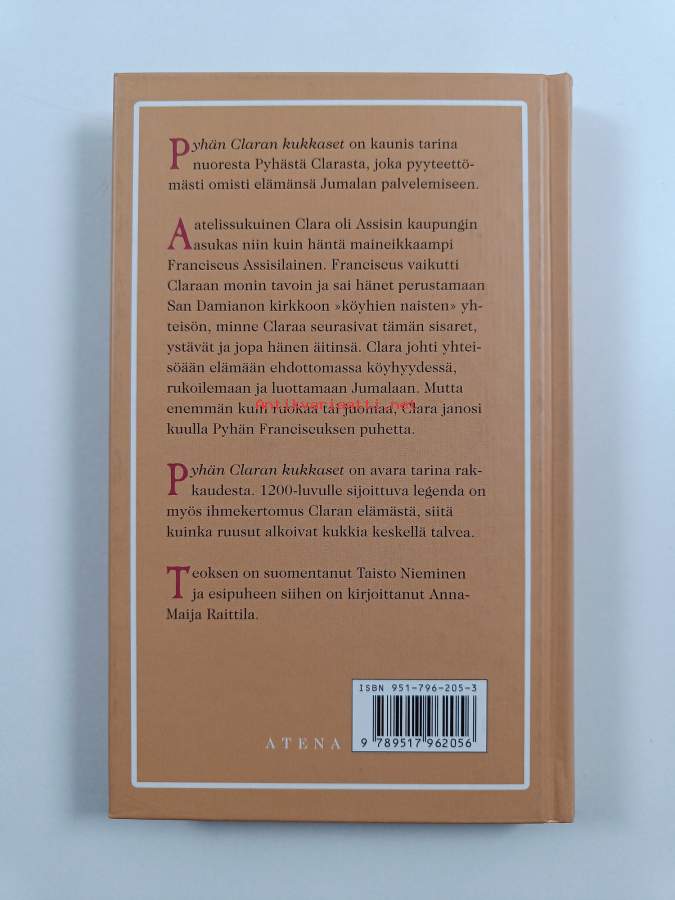 Pyhän Claran kukkaset on kaunis tarina
nuoresta Pyhästä Clarasta, joka pyyteettö-
mästi omisti elämänsä Jumalan palvelemiseen.
Aatelissukuinen Clara oli Assisin kaupungin
asukas niin kuin häntä maineikkaampi
Franciscus Assisilainen. Franciscus vaikutti
Claraan monin tavoin ja sai hänet perustamaan
San Damianon kirkkoon »köyhien naisten» yh-
teisön, minne Claraa seurasivat tämän sisaret,
ystävät ja jopa hänen äitinsä. Clara johti yhtei-
söään elämään ehdottomassa köyhyydessä,
rukoilemaan ja luottamaan Jumalaan. Mutta
enemmän kuin ruokaa tai juomaa, Clara janosi
Antikvariaatti.net
kuulla Pyhän Franciscuksen puhetta.
Pyhän Claran kukkaset on avara tarina rak-
kaudesta. 1200-luvulle sijoittuva legenda on
myös ihmekertomus Claran elämästä, siitä
kuinka ruusut alkoivat kukkia keskellä talvea.
Teoksen on suomentanut Taisto Nieminen
ja esipuheen siihen on kirjoittanut Anna-
Maija Raittila.
ISBN 951-796-205-3
ATENA
9 789517 962056